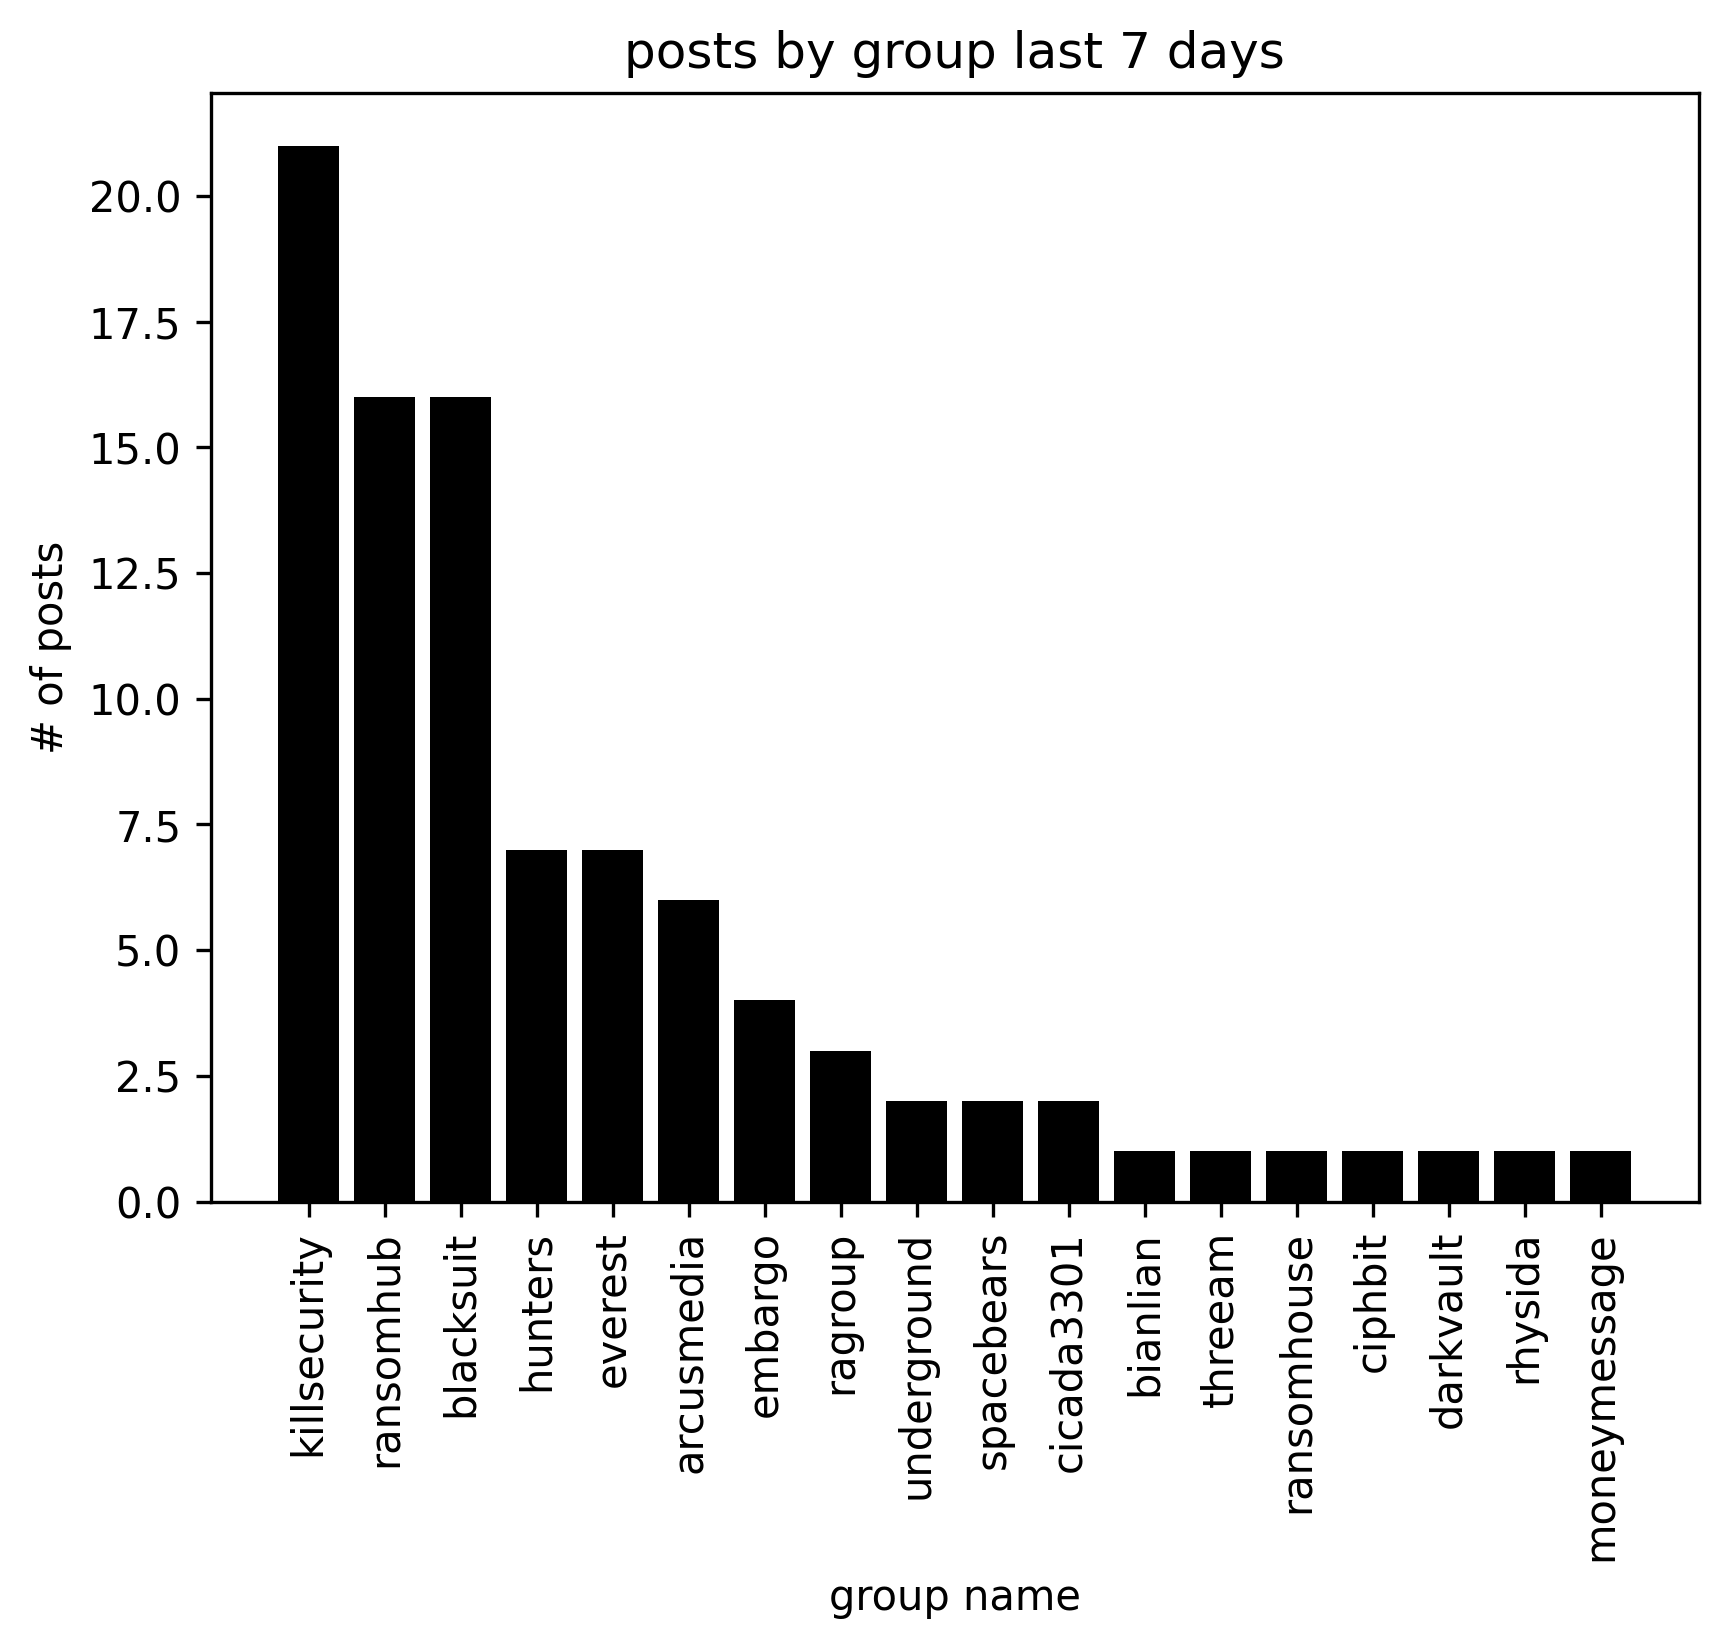 posts by group last 7 days
# of posts
20.0
17.5
15.0
12.5
10.0
7.5
5.0
2.5
0.0
killsecurity
ransomhub
blacksuit
hunters
everest
arcusmedia
embargo
ragroup
underground
spacebears
cicada3301
bianlian
threeam
ransomhouse
ciphbit
darkvault
rhysida
moneymessage
group name